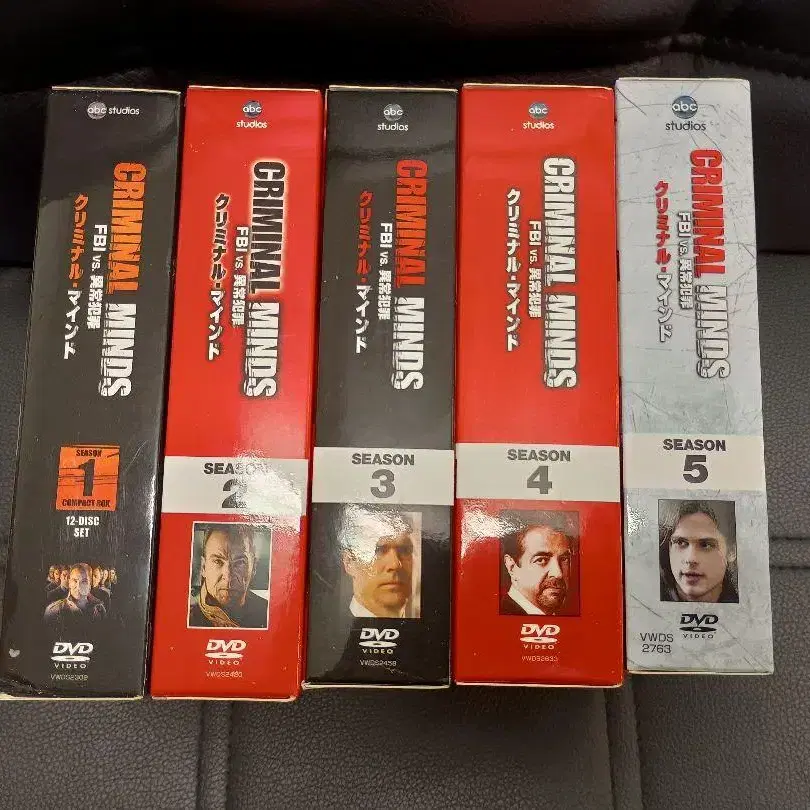 abc studios
CRIMINAL MINDS
FBI vs. 異常犯罪
クリミナル・マインド
SEASON
1
COMPACT BOX
12-DISC
SET
DVD
VIDEO
abc
studios
CRIMINAL MINDS
FBI vs. 異常犯罪
クリミナル・マインド
SEASON
2
DVD
VIDEO
abc
studios
CRIMINAL MINDS
FBI vs. 異常犯罪
クリミナル・マインド
SEASON
3
DVD
VIDEO
VWDS2459
abc
studios
CRIMINAL MINDS
FBI vs. 異常犯罪
クリミナル・マインド
SEASON
4
DVD
VIDEO
abc
studios
CRIMINAL MINDS
FBI vs. 異常犯罪
クリミナル・マインド
SEASON
5
DVD
VIDEO
VWDS
2763